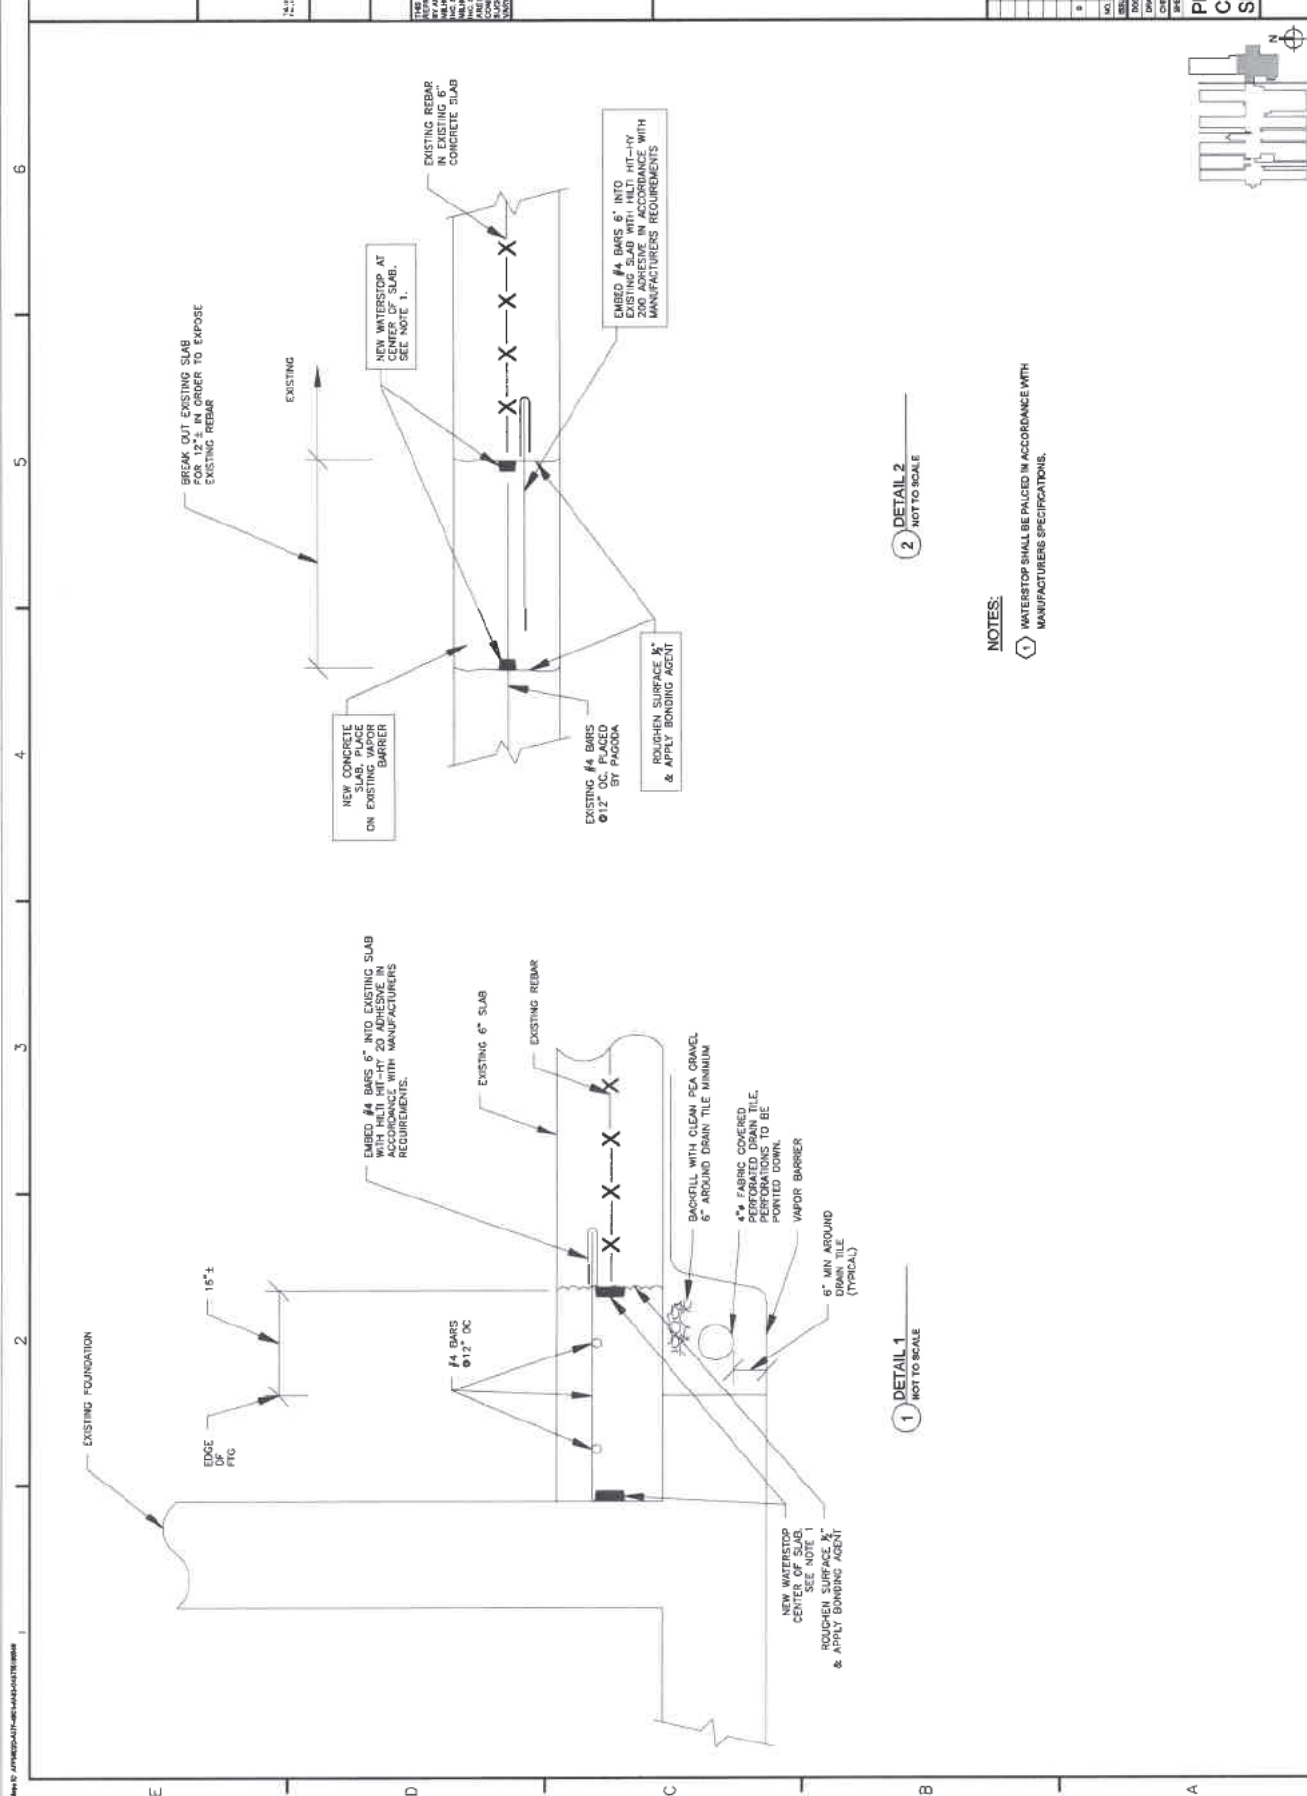 1
2
3
4
5
6
E
D
C
B
A
EXISTING FOUNDATION
EDGE
OF
FTG
16"±
#4 BARS
@12" OC
EMBED #4 BARS 6" INTO EXISTING SLAB
WITH HILTI HIT-HY 20 ADHESIVE IN
ACCORDANCE WITH MANUFACTURERS
REQUIREMENTS.
EXISTING 6" SLAB
EXISTING REBAR
BACKFILL WITH CLEAN PEA GRAVEL
6" AROUND DRAIN TILE MINIMUM
4"ø FABRIC COVERED
PERFORATED DRAIN TILE,
PERFORATIONS TO BE
POINTED DOWN.
VAPOR BARRIER
6" MIN AROUND
DRAIN TILE
(TYPICAL)
NEW WATERSTOP
CENTER OF SLAB.
SEE NOTE 1
ROUGHEN SURFACE ½"
& APPLY BONDING AGENT
1
DETAIL 1
NOT TO SCALE
BREAK OUT EXISTING SLAB
FOR 12"± IN ORDER TO EXPOSE
EXISTING REBAR
EXISTING
NEW CONCRETE
SLAB, PLACE
ON EXISTING VAPOR
BARRIER
NEW WATERSTOP AT
CENTER OF SLAB.
SEE NOTE 1.
EXISTING REBAR
IN EXISTING 6"
CONCRETE SLAB
EXISTING #4 BARS
@12" OC, PLACED
BY PAGODA
ROUGHEN SURFACE ½"
& APPLY BONDING AGENT
EMBED #4 BARS 6" INTO
EXISTING SLAB WITH HILTI HIT-HY
200 ADHESIVE IN ACCORDANCE WITH
MANUFACTURERS REQUIREMENTS
2
DETAIL 2
NOT TO SCALE
NOTES:
1
WATERSTOP SHALL BE PALCED IN ACCORDANCE WITH
MANUFACTURERS SPECIFICATIONS.
N
NO.